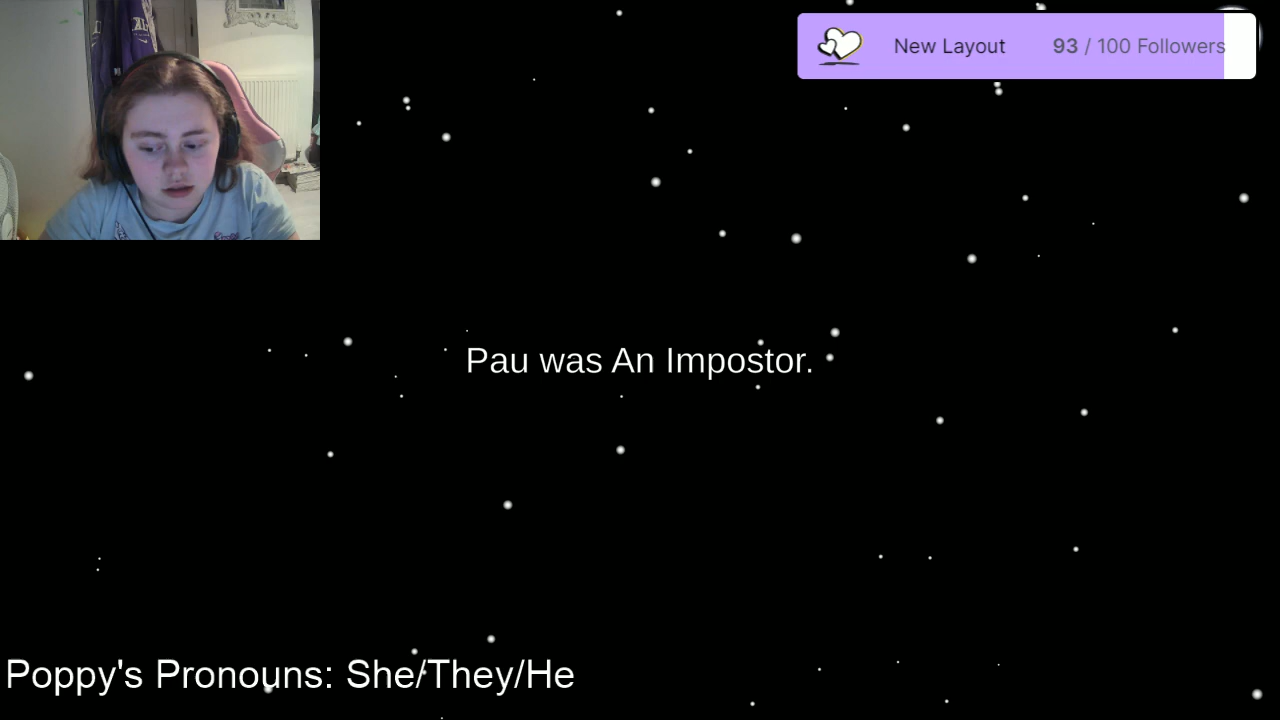 New Layout 93 / 100 Followers
Pau was An Impostor.
Poppy's Pronouns: She/They/He